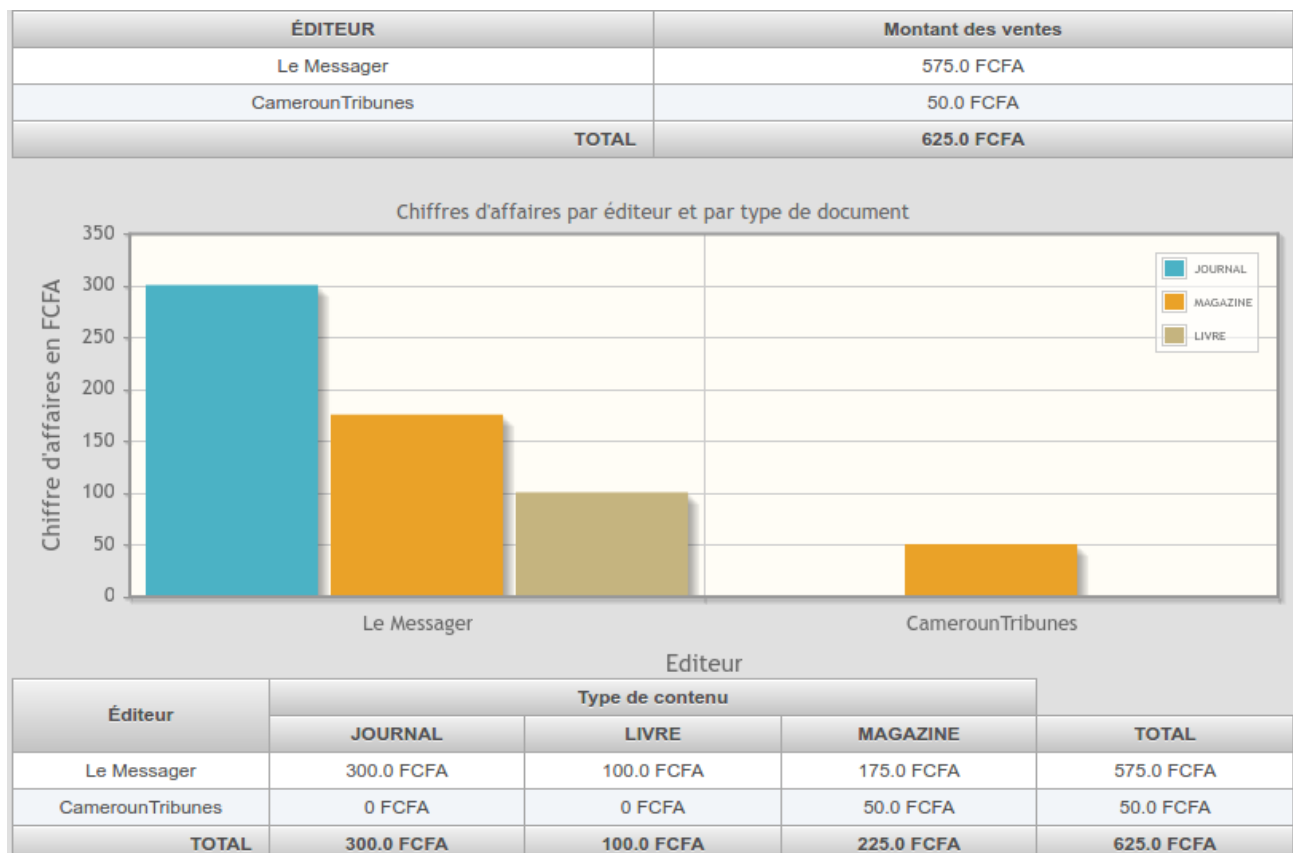 ÉDITEUR Montant des ventes
Le Messager 575.0 FCFA
CamerounTribunes 50.0 FCFA
TOTAL 625.0 FCFA
Chiffres d'affaires par éditeur et par type de document
Chiffre d'affaires en FCFA
350
300
250
200
150
100
50
0
JOURNAL
MAGAZINE
LIVRE
Le Messager CamerounTribunes
Editeur
Éditeur Type de contenu
JOURNAL LIVRE MAGAZINE TOTAL
Le Messager 300.0 FCFA 100.0 FCFA 175.0 FCFA 575.0 FCFA
CamerounTribunes 0 FCFA 0 FCFA 50.0 FCFA 50.0 FCFA
TOTAL 300.0 FCFA 100.0 FCFA 225.0 FCFA 625.0 FCFA